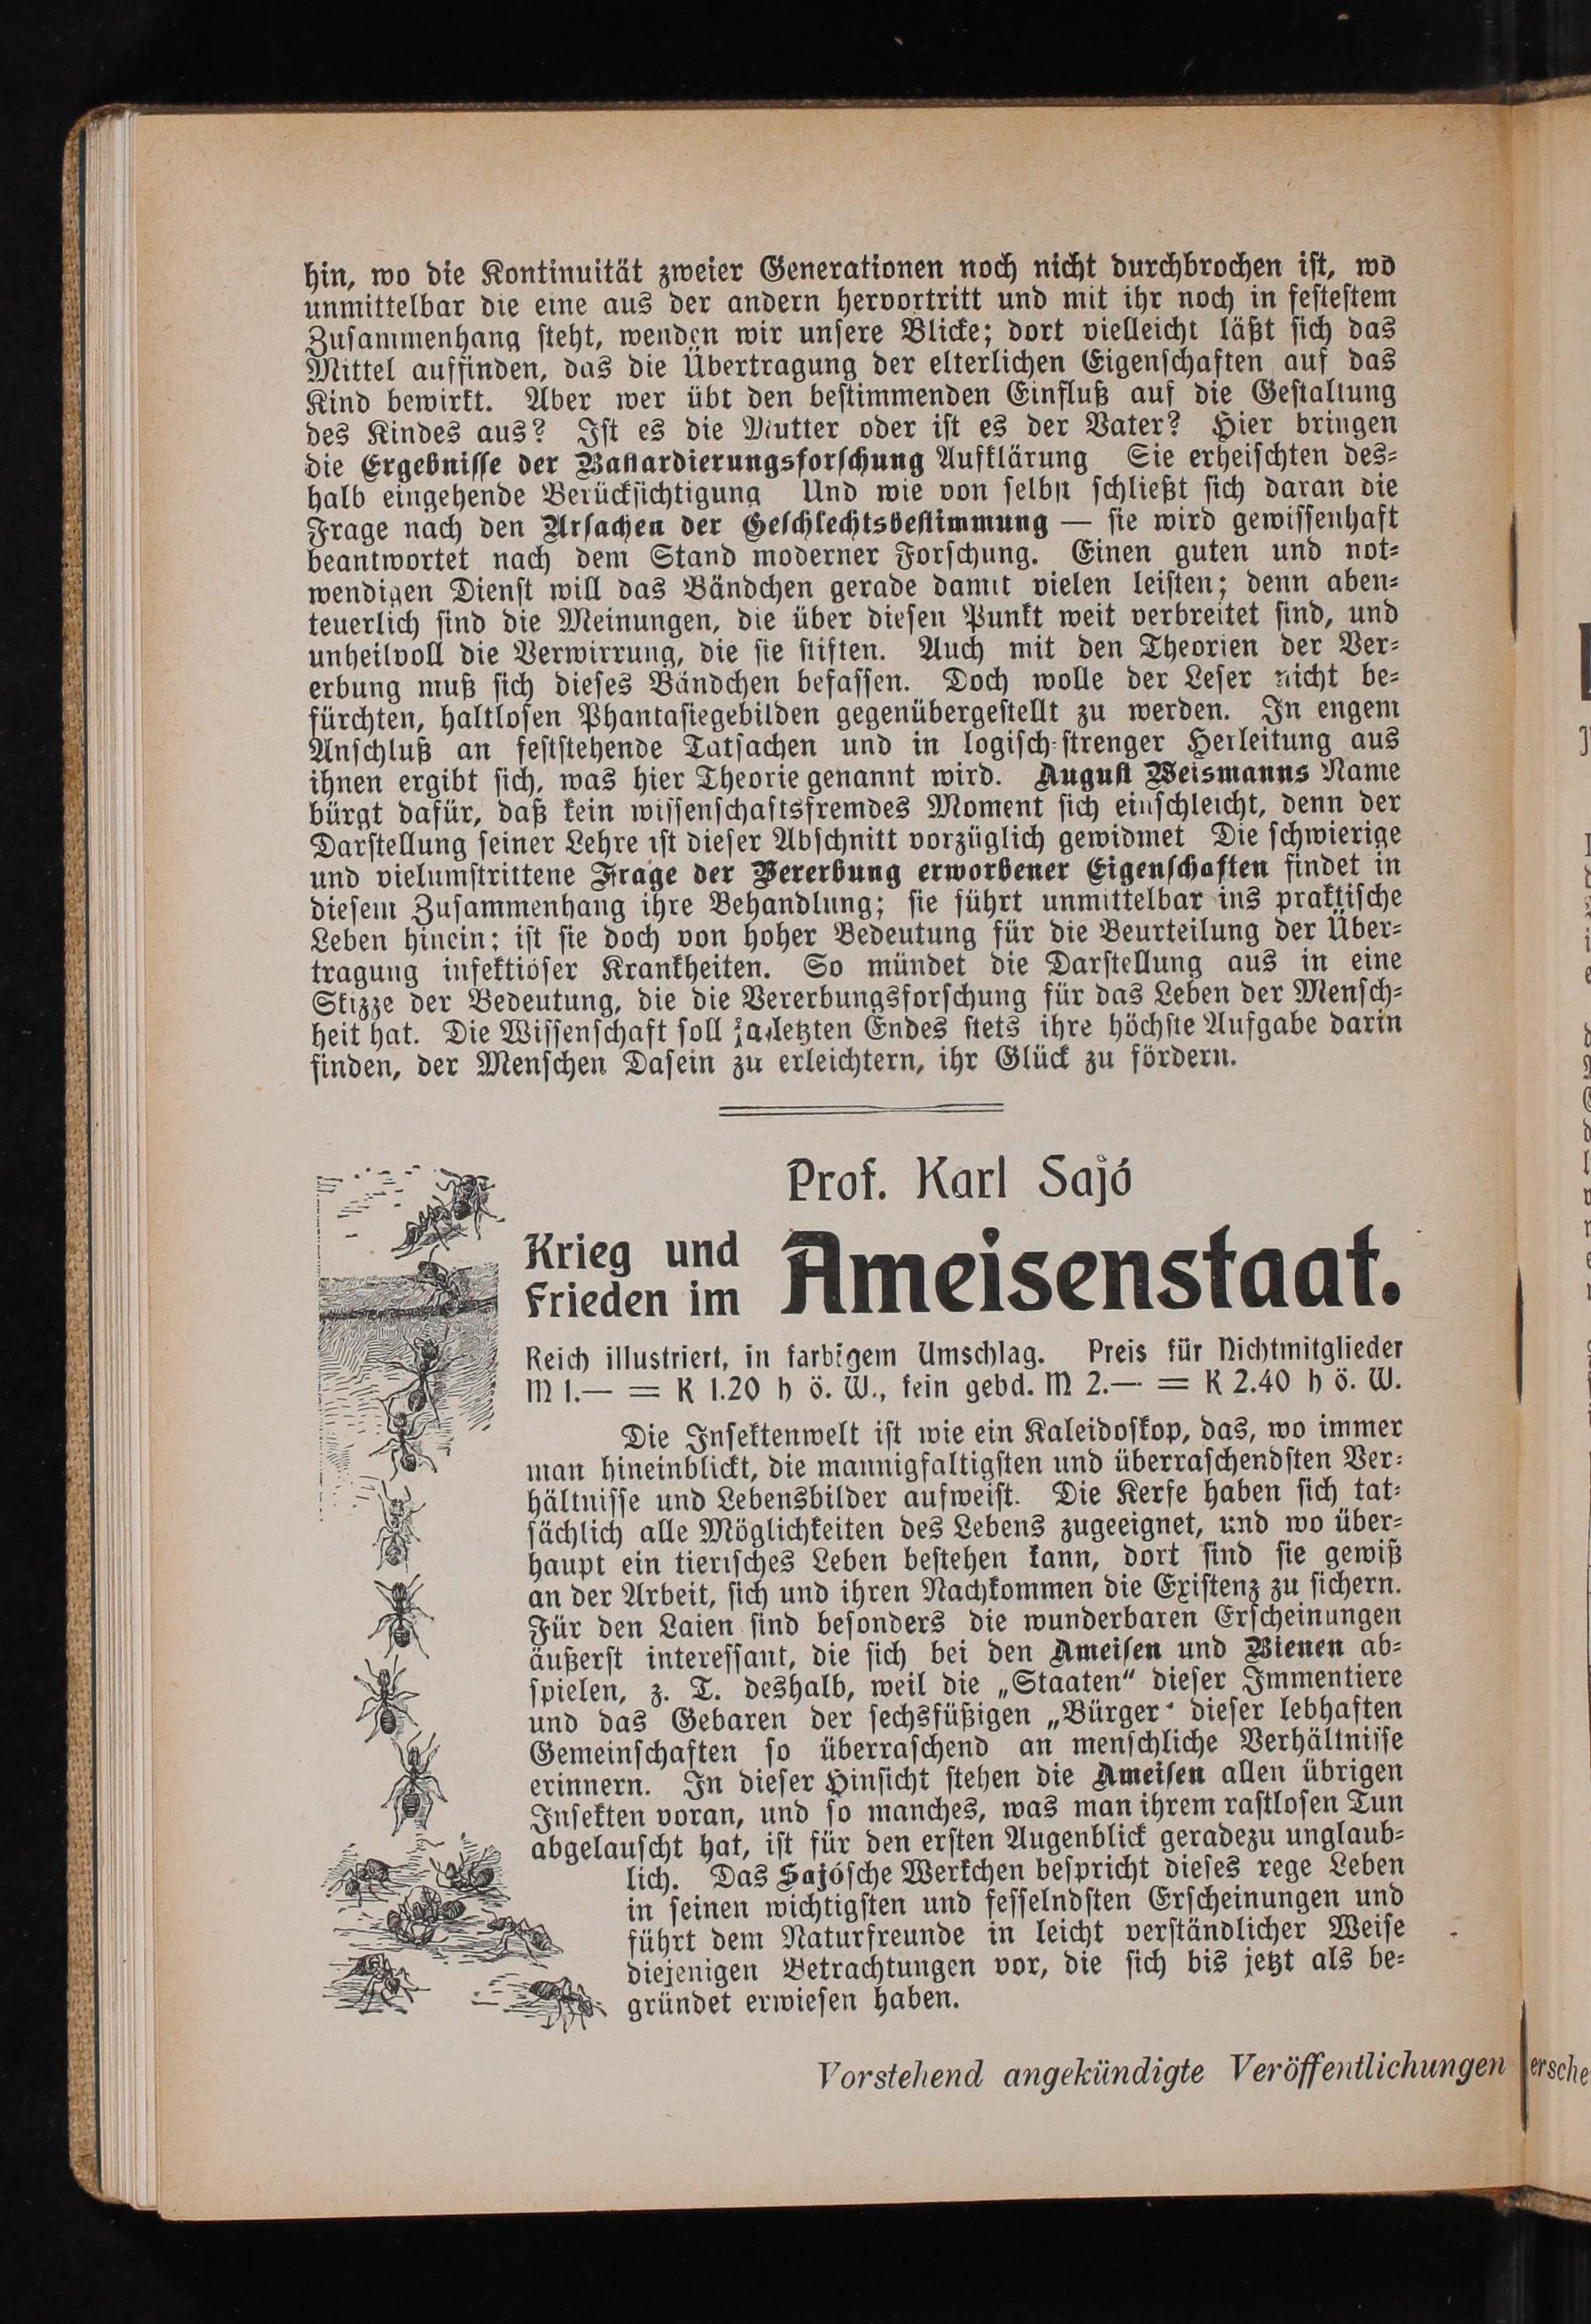 hin, wo die Kontinuität zweier Generationen noch nicht durchbrochen ist, wo
unmittelbar die eine aus der andern hervortritt und mit ihr noch in festestem
Zusammenhang steht, wenden wir unsere Blicke; dort vielleicht läßt sich das
Mittel auffinden, das die Übertragung der elterlichen Eigenschaften auf das
Kind bewirkt. Aber wer übt den bestimmenden Einfluß auf die Gestaltung
des Kindes aus? Ist es die Mutter oder ist es der Vater? Hier bringen
die Ergebnisse der Bastardierungsforschung Aufklärung Sie erheischten des-
halb eingehende Berücksichtigung Und wie von selbst schließt sich daran die
Frage nach den Ursachen der Geschlechtsbestimmung — sie wird gewissenhaft
beantwortet nach dem Stand moderner Forschung. Einen guten und not-
wendigen Dienst will das Bändchen gerade damit vielen leisten; denn aben-
teuerlich sind die Meinungen, die über diesen Punkt weit verbreitet sind, und
unheilvoll die Verwirrung, die sie stiften. Auch mit den Theorien der Ver-
erbung muß sich dieses Bändchen befassen. Doch wolle der Leser nicht be-
fürchten, haltlosen Phantasiegebilden gegenübergestellt zu werden. In engem
Anschluß an feststehende Tatsachen und in logisch-strenger Herleitung aus
ihnen ergibt sich, was hier Theorie genannt wird. August Weismanns Name
bürgt dafür, daß kein wissenschaftsfremdes Moment sich einschleicht, denn der
Darstellung seiner Lehre ist dieser Abschnitt vorzüglich gewidmet Die schwierige
und vielumstrittene Frage der Vererbung erworbener Eigenschaften findet in
diesem Zusammenhang ihre Behandlung; sie führt unmittelbar ins praktische
Leben hinein; ist sie doch von hoher Bedeutung für die Beurteilung der Über-
tragung infektiöser Krankheiten. So mündet die Darstellung aus in eine
Skizze der Bedeutung, die die Vererbungsforschung für das Leben der Mensch-
heit hat. Die Wissenschaft soll ja letzten Endes stets ihre höchste Aufgabe darin
finden, der Menschen Dasein zu erleichtern, ihr Glück zu fördern.
Prof. Karl Sajó
Krieg und
Frieden im Ameisenstaat.
Reich illustriert, in farbigem Umschlag. Preis für Nichtmitglieder
M 1.— = K 1.20 h ö. W., fein gebd. M 2.— = K 2.40 h ö. W.
Die Insektenwelt ist wie ein Kaleidoskop, das, wo immer
man hineinblickt, die mannigfaltigsten und überraschendsten Ver-
hältnisse und Lebensbilder aufweist. Die Kerfe haben sich tat-
sächlich alle Möglichkeiten des Lebens zugeeignet, und wo über-
haupt ein tierisches Leben bestehen kann, dort sind sie gewiß
an der Arbeit, sich und ihren Nachkommen die Existenz zu sichern.
Für den Laien sind besonders die wunderbaren Erscheinungen
äußerst interessant, die sich bei den Ameisen und Bienen ab-
spielen, z. T. deshalb, weil die „Staaten“ dieser Immentiere
und das Gebaren der sechsfüßigen „Bürger“ dieser lebhaften
Gemeinschaften so überraschend an menschliche Verhältnisse
erinnern. In dieser Hinsicht stehen die Ameisen allen übrigen
Insekten voran, und so manches, was man ihrem rastlosen Tun
abgelauscht hat, ist für den ersten Augenblick geradezu unglaub-
lich. Das Sajósche Werkchen bespricht dieses rege Leben
in seinen wichtigsten und fesselndsten Erscheinungen und
führt dem Naturfreunde in leicht verständlicher Weise
diejenigen Betrachtungen vor, die sich bis jetzt als be-
gründet erwiesen haben.
Vorstehend angekündigte Veröffentlichungen ersche